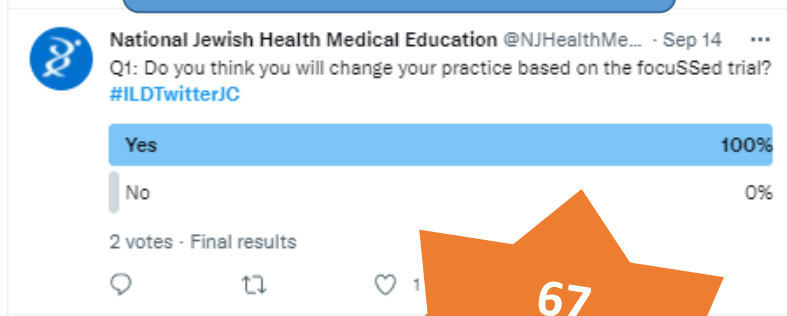 National Jewish Health Medical Education @NJHealthMe... · Sep 14 ···
Q1: Do you think you will change your practice based on the focuSSed trial?
#ILDTwitterJC
Yes 100%
No 0%
2 votes · Final results
1
67